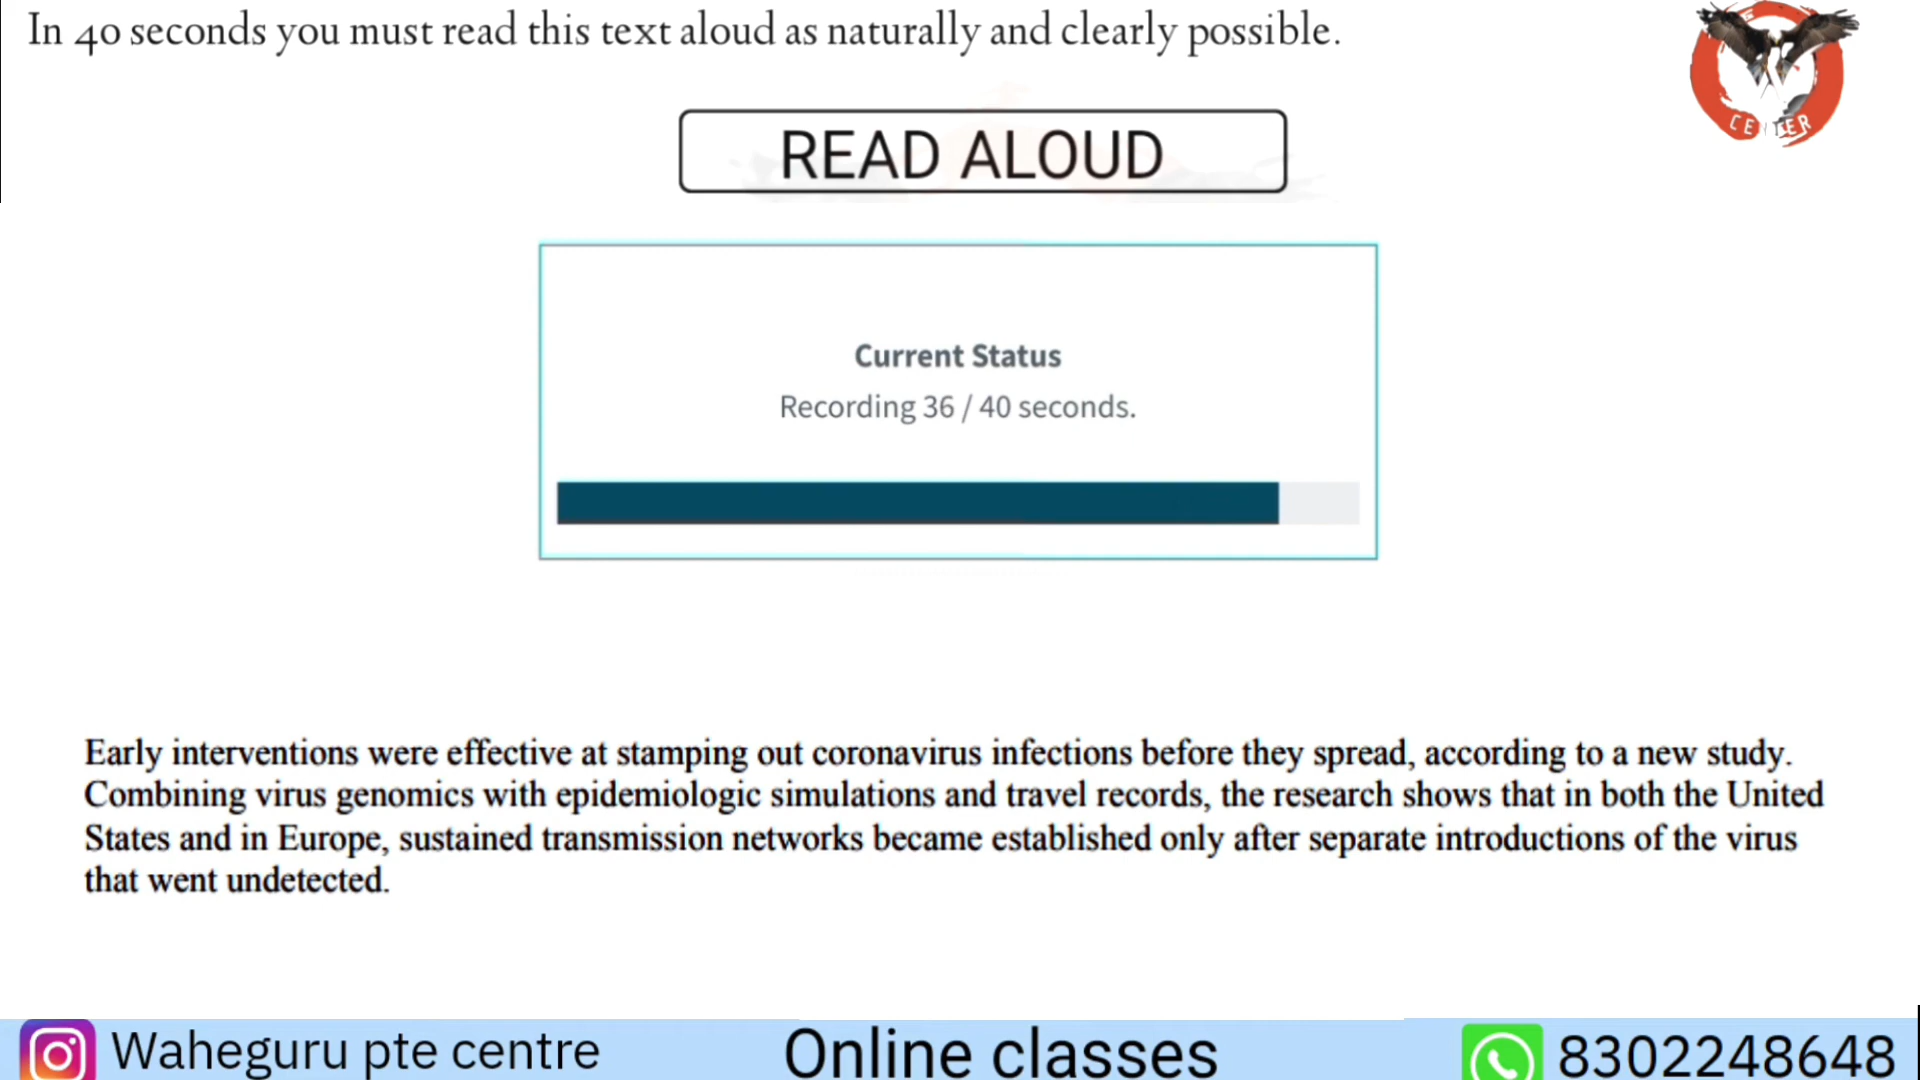 In 40 seconds you must read this text aloud as naturally and clearly possible.
CENTER
READ ALOUD
Current Status
Recording 36 / 40 seconds.
Early interventions were effective at stamping out coronavirus infections before they spread, according to a new study.
Combining virus genomics with epidemiologic simulations and travel records, the research shows that in both the United
States and in Europe, sustained transmission networks became established only after separate introductions of the virus
that went undetected.
Waheguru pte centre
Online classes
8302248648